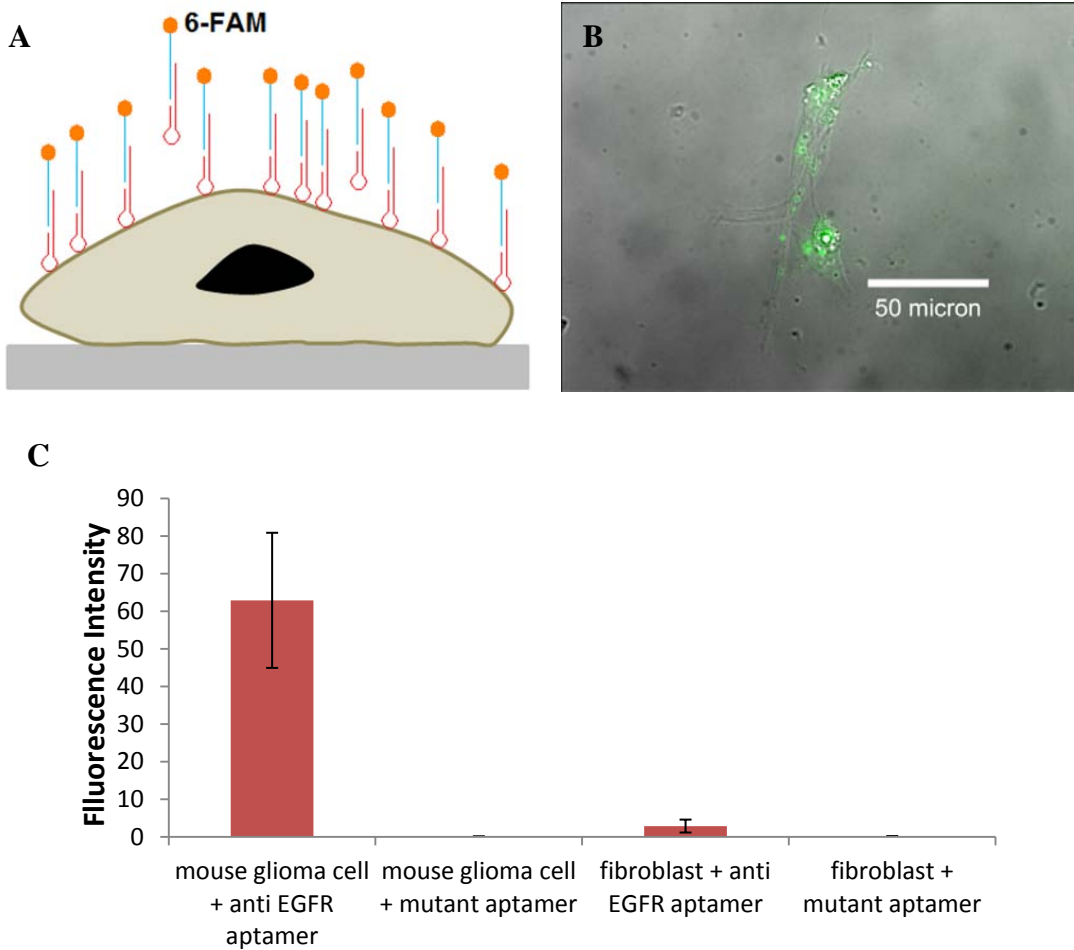 A
6-FAM
B
50 micron
C
Flluorescence Intensity
90
80
70
60
50
40
30
20
10
0
mouse glioma cell
+ anti EGFR
aptamer
mouse glioma cell
+ mutant aptamer
fibroblast + anti
EGFR aptamer
fibroblast +
mutant aptamer